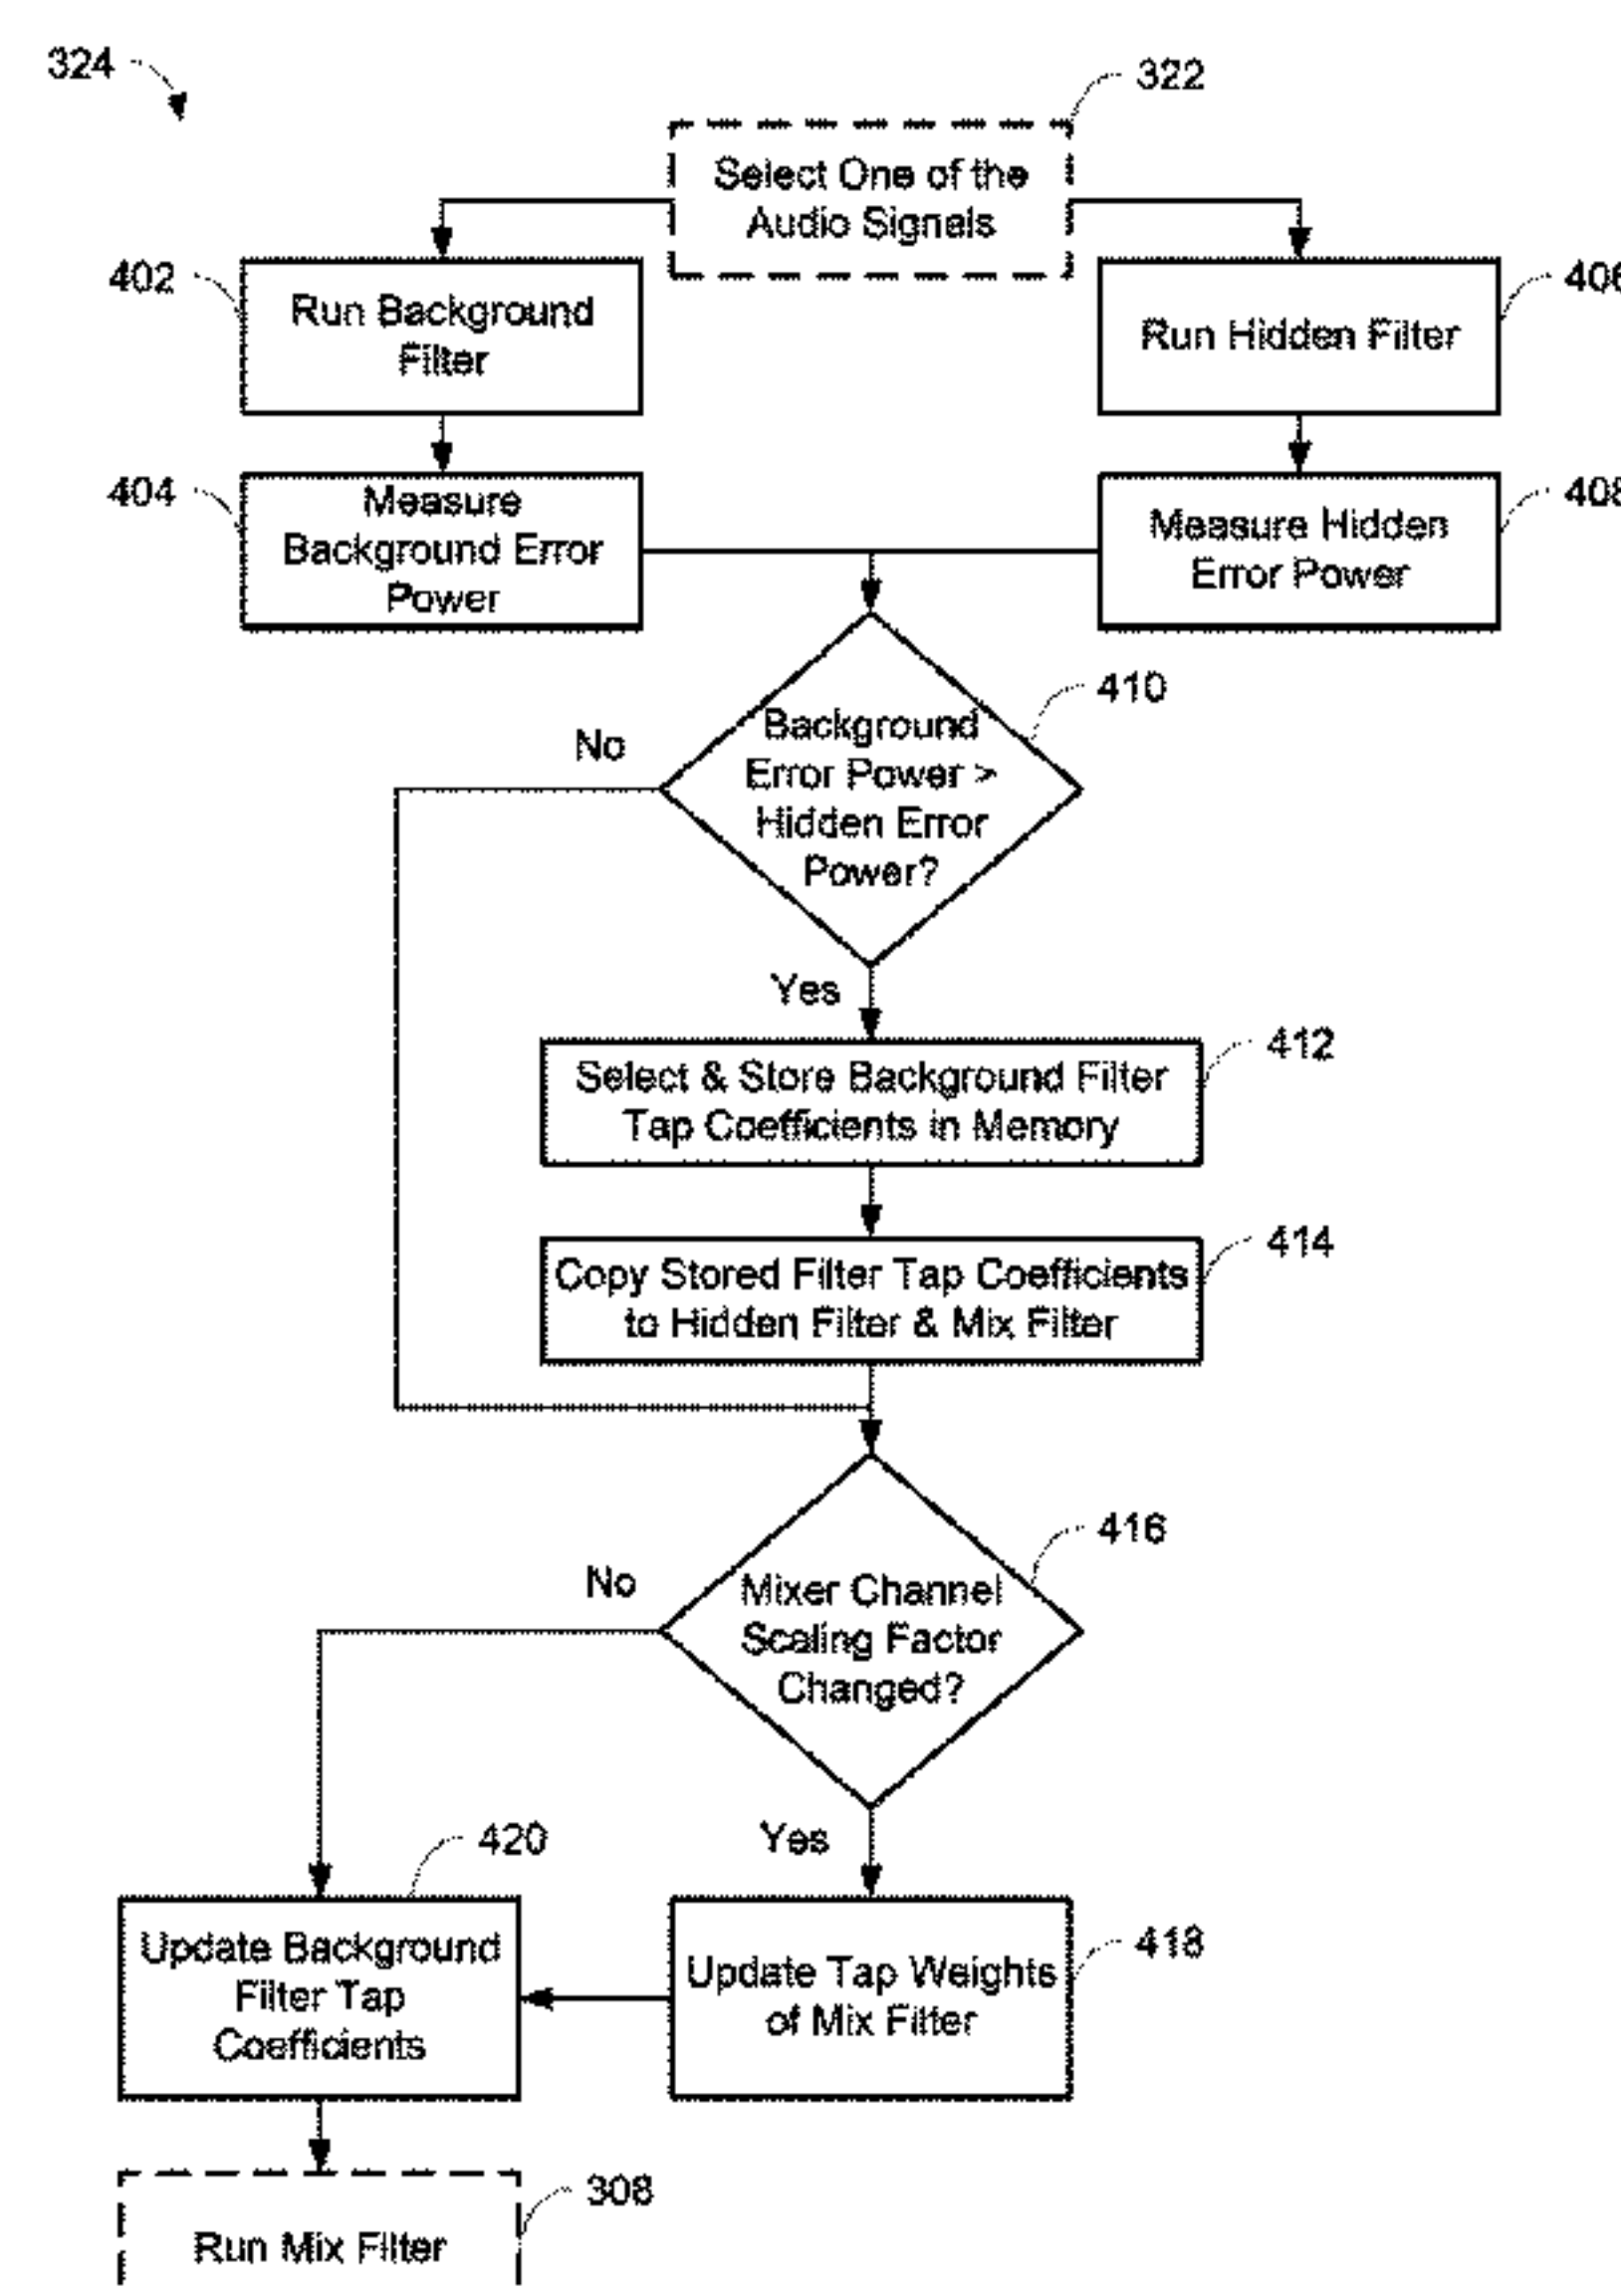 324
322
Select One of the
Audio Signals
402
Run Background
Filter
406
Run Hidden Filter
404
Measure
Background Error
Power
408
Measure Hidden
Error Power
410
Background
Error Power >
Hidden Error
Power?
No
Yes
412
Select & Store Background Filter
Tap Coefficients in Memory
414
Copy Stored Filter Tap Coefficients
to Hidden Filter & Mix Filter
416
Mixer Channel
Scaling Factor
Changed?
No
Yes
420
Update Background
Filter Tap
Coefficients
418
Update Tap Weights
of Mix Filter
308
Run Mix Filter